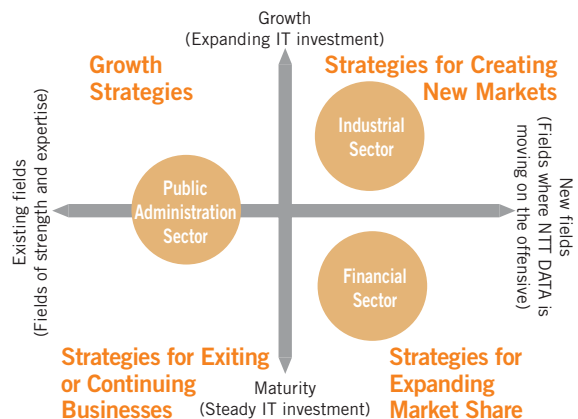 Growth
(Expanding IT investment)
Growth
Strategies
Strategies for Creating
New Markets
Industrial
Sector
Existing fields
(Fields of strength and expertise)
Public
Administration
Sector
New fields
(Fields where NTT DATA is
moving on the offensive)
Financial
Sector
Strategies for Exiting
or Continuing
Businesses
Maturity
(Steady IT investment)
Strategies for
Expanding
Market Share